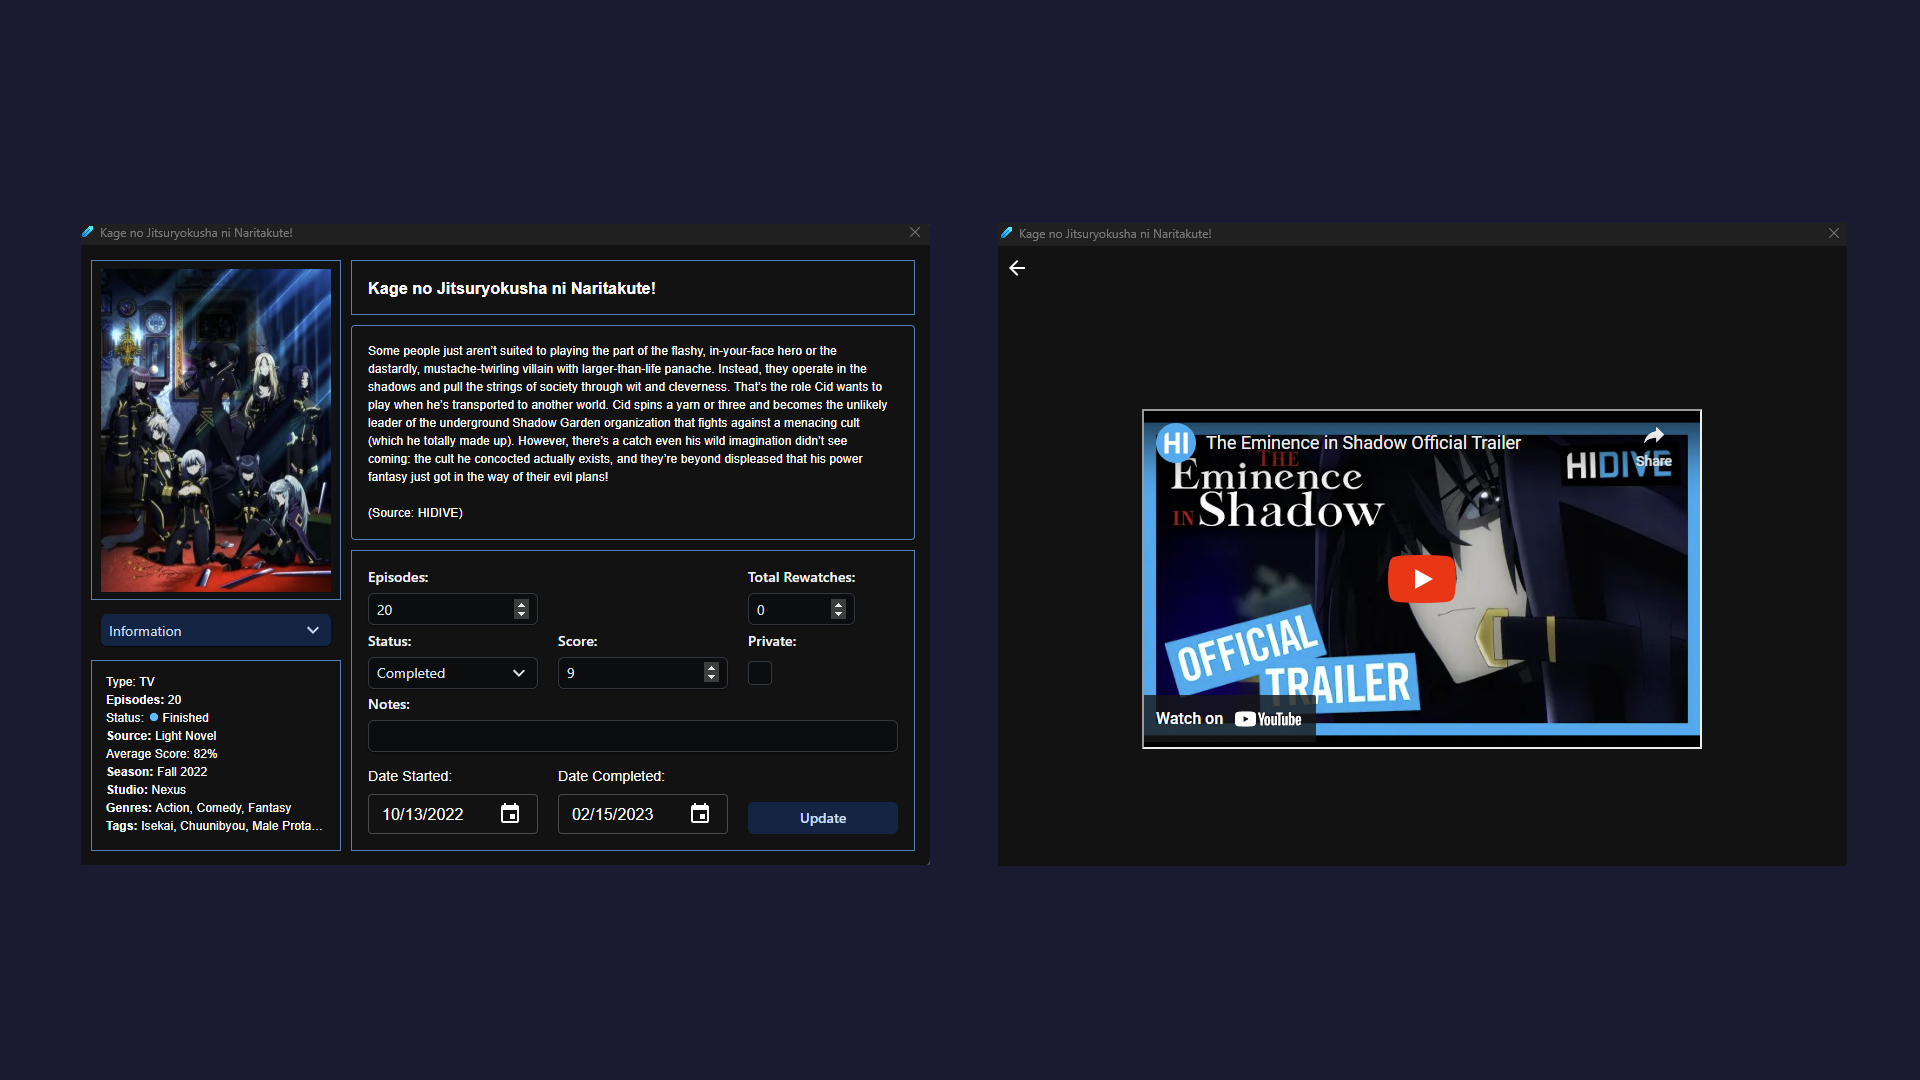 Kage no Jitsuryokusha ni Naritakute!
Kage no Jitsuryokusha ni Naritakute!
Some people just aren't suited to playing the part of the flashy, in-your-face hero or the
dastardly, mustache-twirling villain with larger-than-life panache. Instead, they operate in the
shadows and pull the strings of society through wit and cleverness. That's the role Cid wants to
play when he's transported to another world. Cid spins a yarn or three and becomes the unlikely
leader of the underground Shadow Garden organization that fights against a menacing cult
(which he totally made up). However, there's a catch even his wild imagination didn't see
coming: the cult he concocted actually exists, and they're beyond displeased that his power
fantasy just got in the way of their evil plans!
(Source: HIDIVE)
Information
Type: TV
Episodes: 20
Status: Finished
Source: Light Novel
Average Score: 82%
Season: Fall 2022
Studio: Nexus
Genres: Action, Comedy, Fantasy
Tags: Isekai, Chuunibyou, Male Prota...
Episodes:
Total Rewatches:
20
0
Status:
Score:
Private:
Completed
9
Notes:
Date Started:
Date Completed:
10/13/2022
02/15/2023
Update
Kage no Jitsuryokusha ni Naritakute!
HI
The Eminence in Shadow Official Trailer
Share
HIDIVE
THE
Eminence
IN Shadow
OFFICIAL
TRAILER
Watch on YouTube